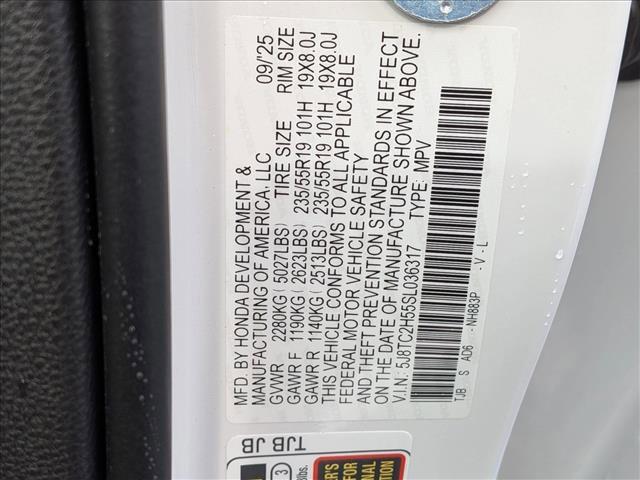 MFD. BY HONDA DEVELOPMENT &
MANUFACTURING OF AMERICA, LLC 09/25
GVWR 2280KG ( 5027LBS) TIRE SIZE RIM SIZE
GAWR F 1190KG ( 2623LBS) 235/55R19 101H 19X8.0J
GAWR R 1140KG ( 2513LBS) 235/55R19 101H 19X8.0J
THIS VEHICLE CONFORMS TO ALL APPLICABLE
FEDERAL MOTOR VEHICLE SAFETY
AND THEFT PREVENTION STANDARDS IN EFFECT
ON THE DATE OF MANUFACTURE SHOWN ABOVE.
V.I.N.: 5J8TC2H55SL036317 TYPE: MPV
TJB S AD6 -NH883P -V-L
TJB JB
3
lbs.